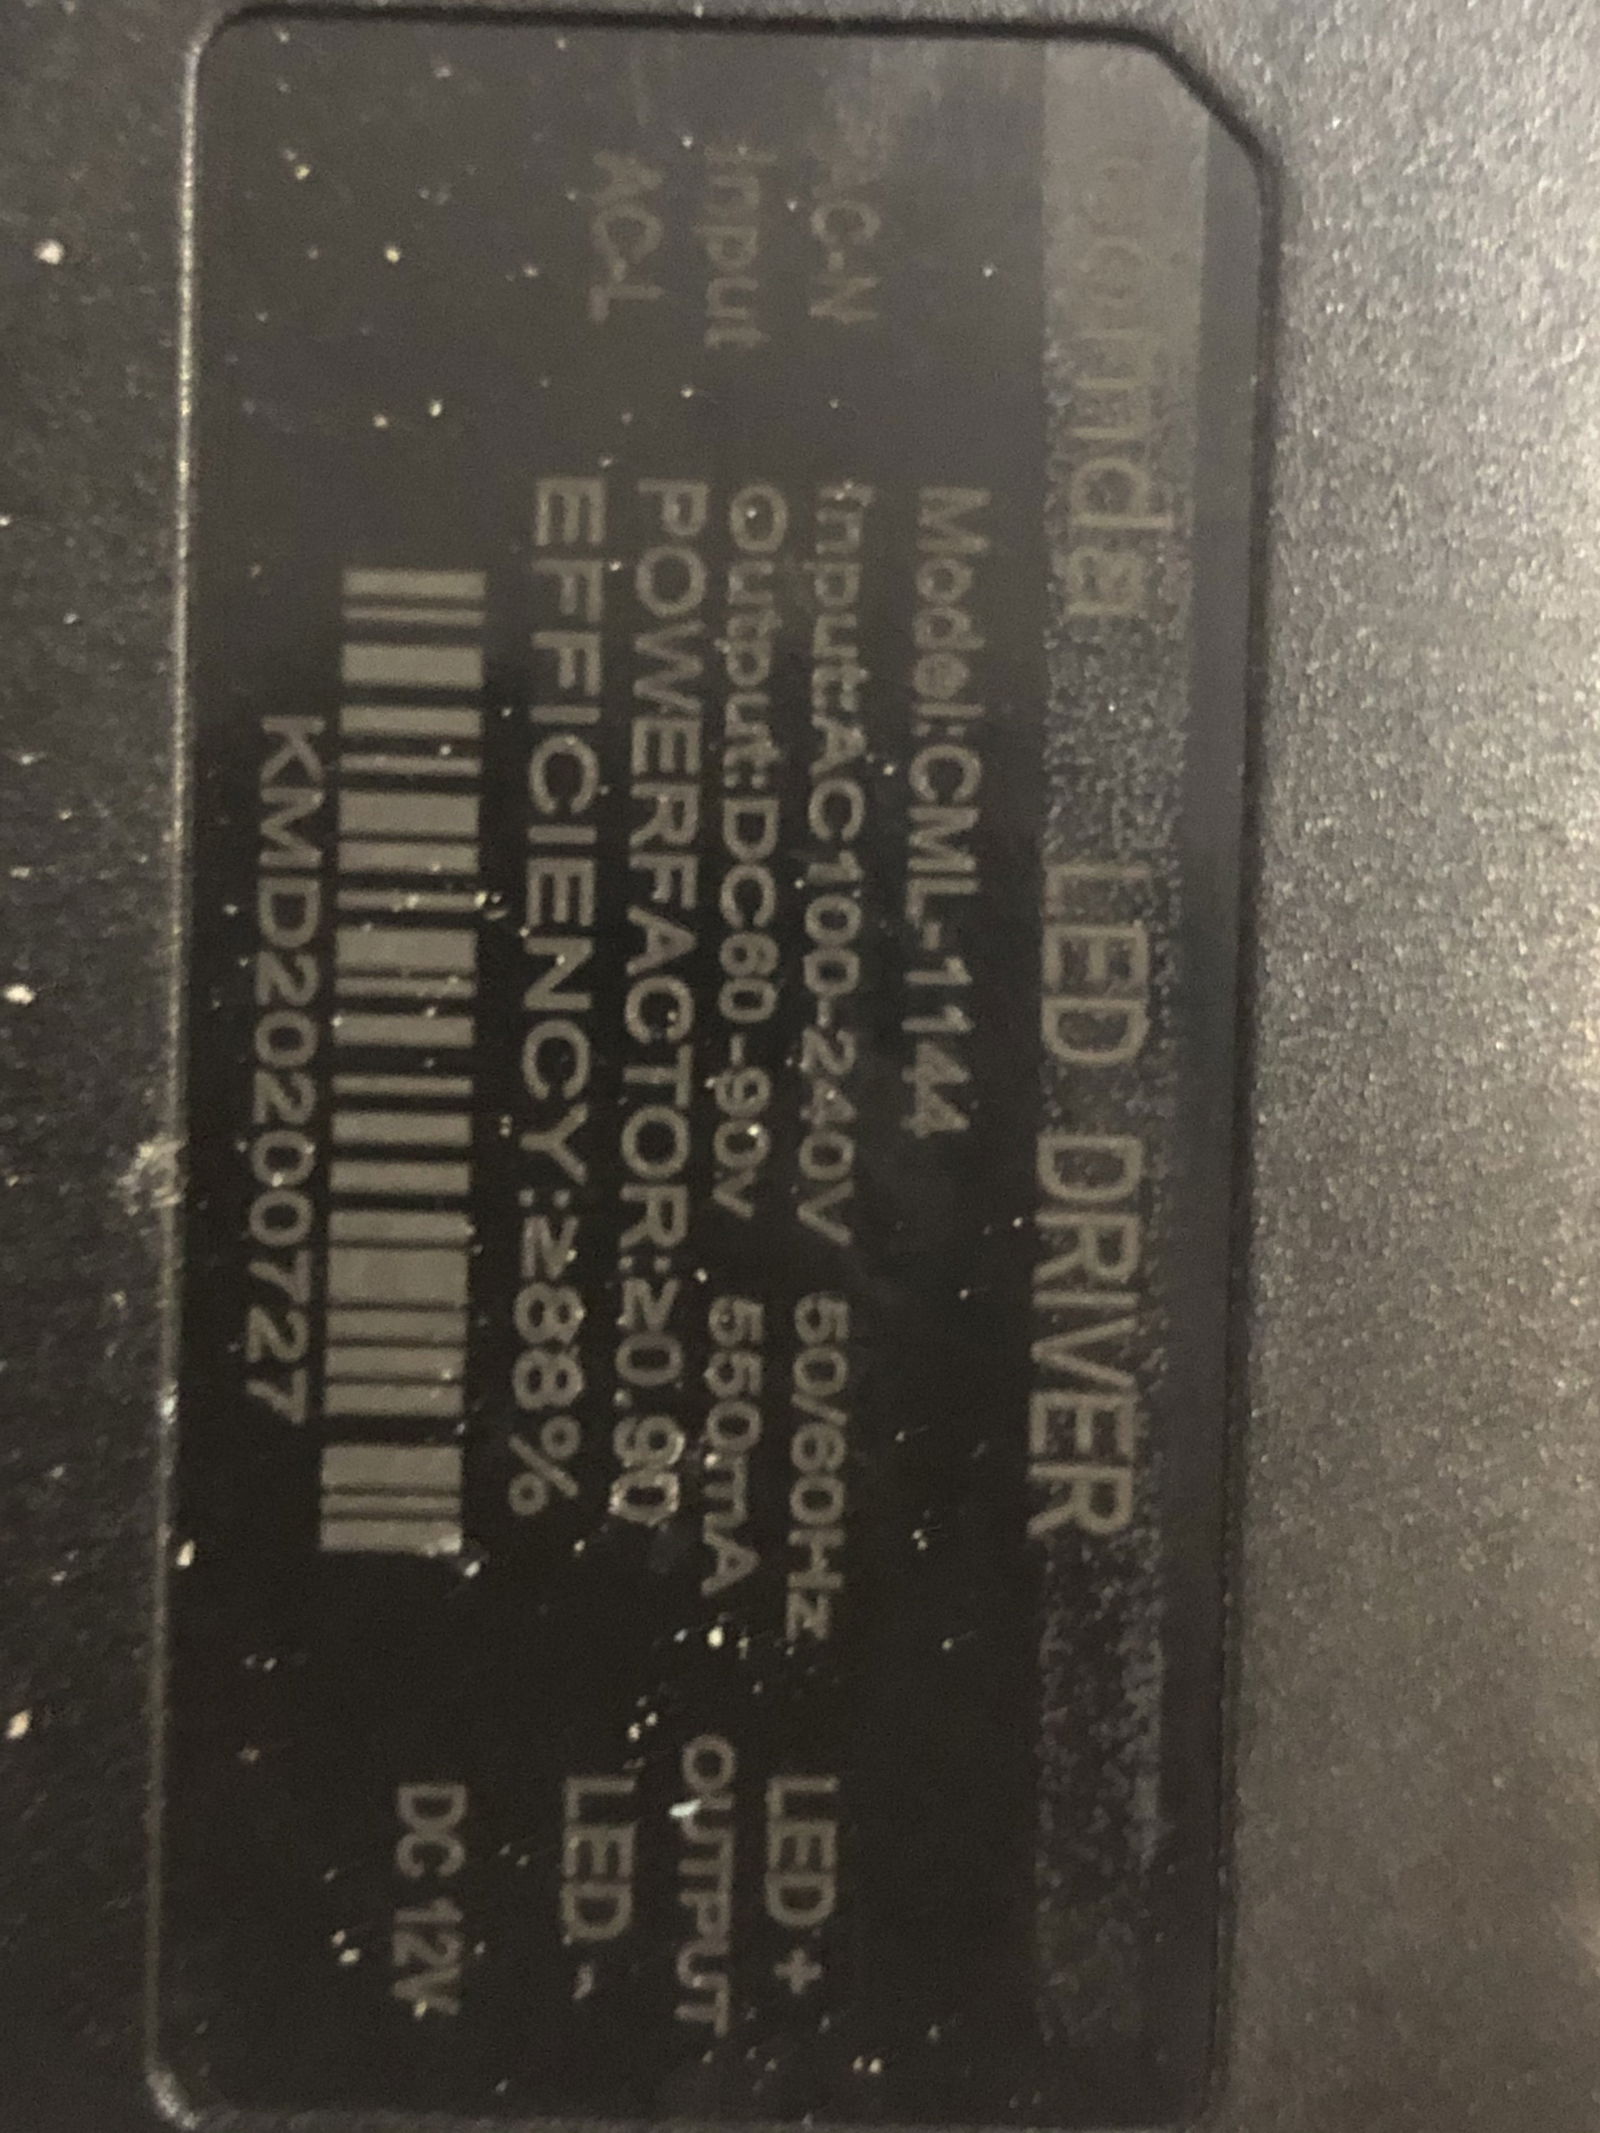 LED DRIVER
Model:CML-1144
AC-N
Input:AC100-240V 50/60Hz
LED +
Input
Output:DC60-90v 550mA
OUTPUT
POWERFACTOR:≥0.90
AC-L
EFFICIENCY:≥88%
LED -
DC 12V
KMD20200727